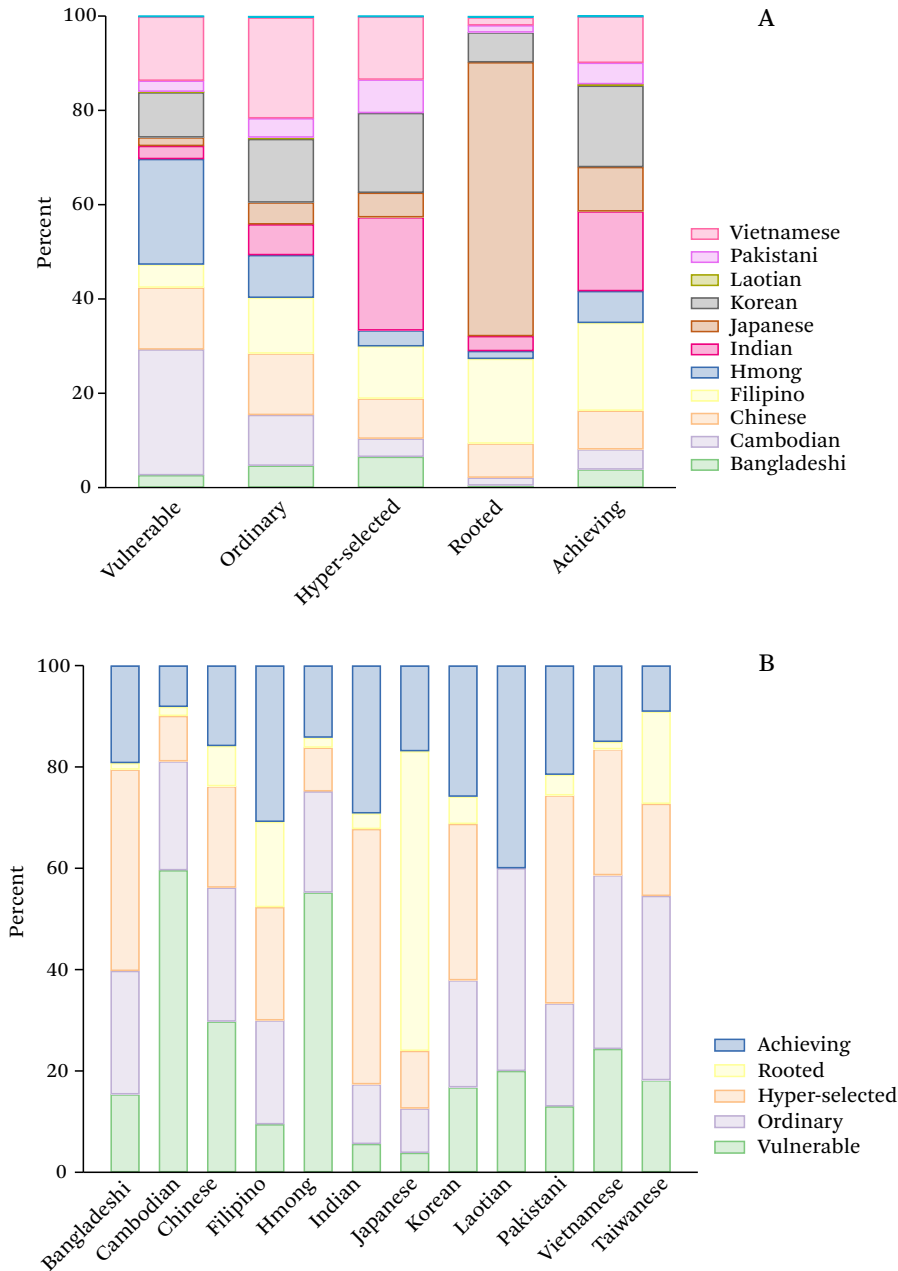 A
100
80
60
40
20
0
Percent
Vietnamese
Pakistani
Laotian
Korean
Japanese
Indian
Hmong
Filipino
Chinese
Cambodian
Bangladeshi
Vulnerable
Ordinary
Hyper-selected
Rooted
Achieving
B
100
80
60
40
20
0
Percent
Achieving
Rooted
Hyper-selected
Ordinary
Vulnerable
Bangladeshi
Cambodian
Chinese
Filipino
Hmong
Indian
Japanese
Korean
Laotian
Pakistani
Vietnamese
Taiwanese